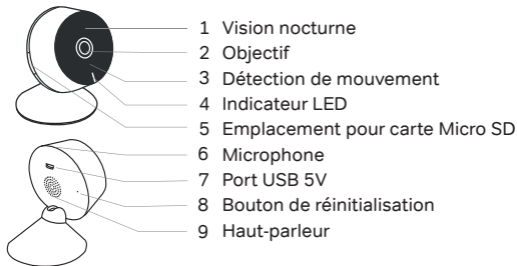 1 Vision nocturne
2 Objectif
3 Détection de mouvement
4 Indicateur LED
5 Emplacement pour carte Micro SD
6 Microphone
7 Port USB 5V
8 Bouton de réinitialisation
9 Haut-parleur